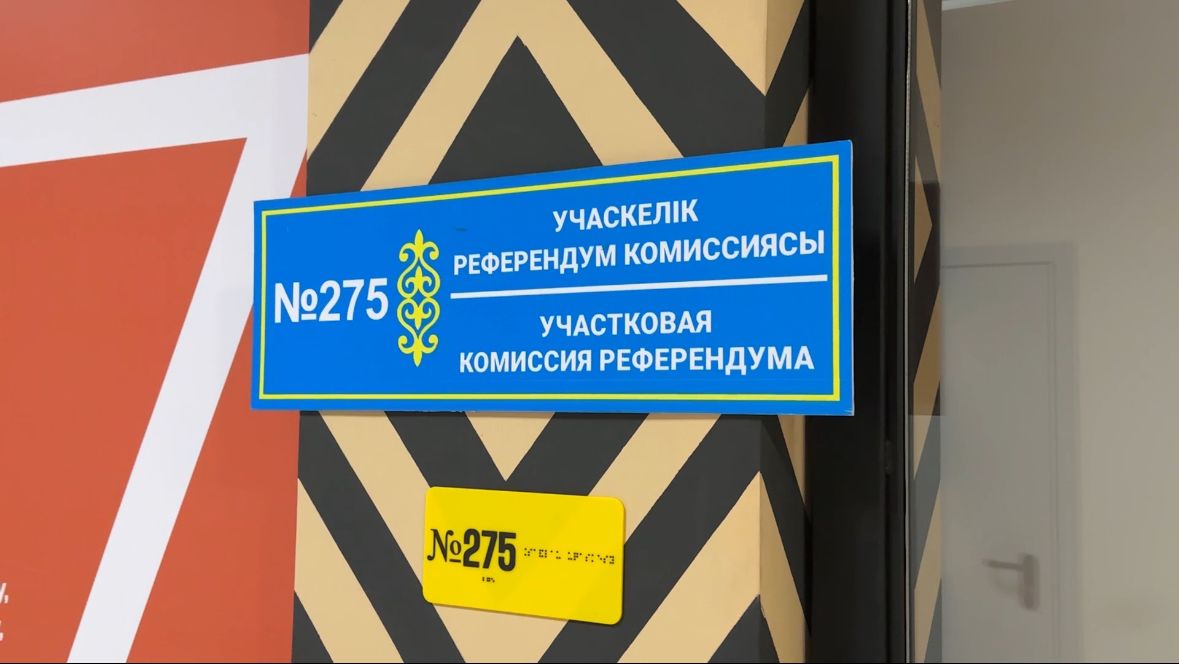 №275
УЧАСКЕЛІК
РЕФЕРЕНДУМ КОМИССИЯСЫ
УЧАСТКОВАЯ
КОМИССИЯ РЕФЕРЕНДУМА
№275